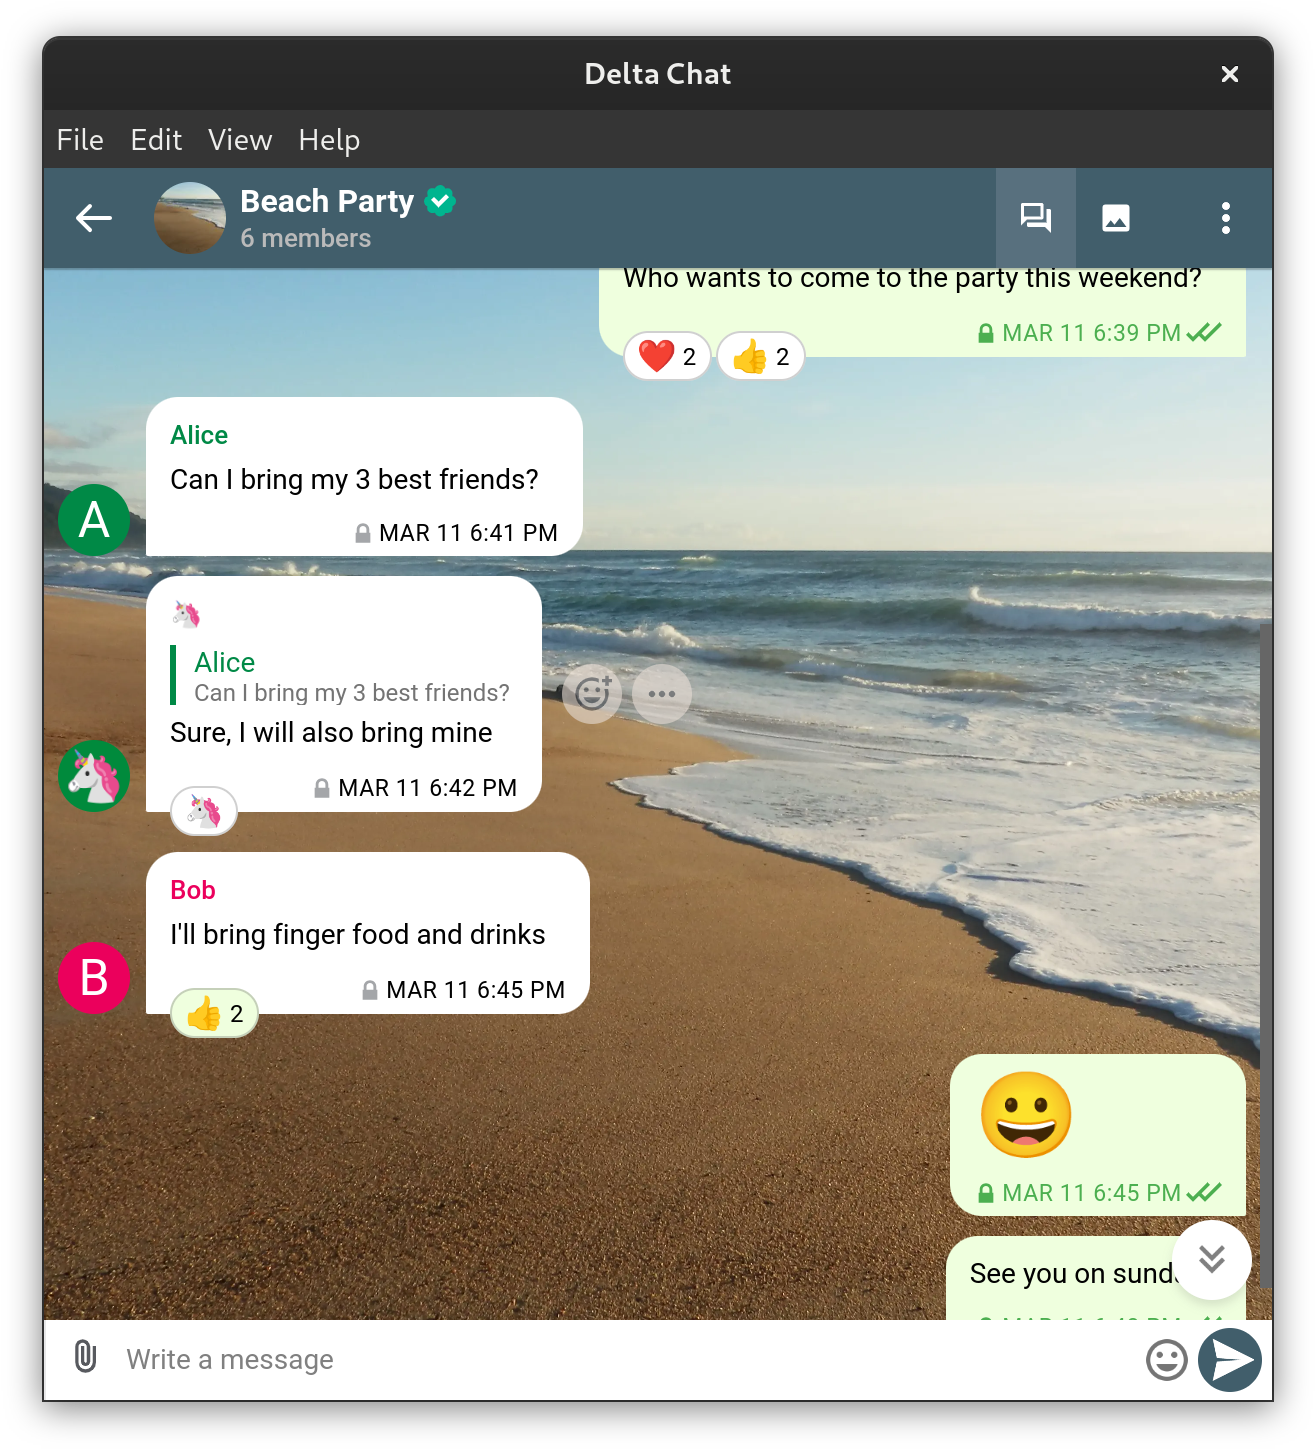 Delta Chat
File Edit View Help
Beach Party
6 members
Who wants to come to the party this weekend?
MAR 11 6:39 PM
❤️ 2 👍 2
Alice
Can I bring my 3 best friends?
A
MAR 11 6:41 PM
🦄
Alice
Can I bring my 3 best friends?
Sure, I will also bring mine
MAR 11 6:42 PM
🦄
Bob
I'll bring finger food and drinks
B
MAR 11 6:45 PM
👍 2
😀
MAR 11 6:45 PM
See you on
Write a message